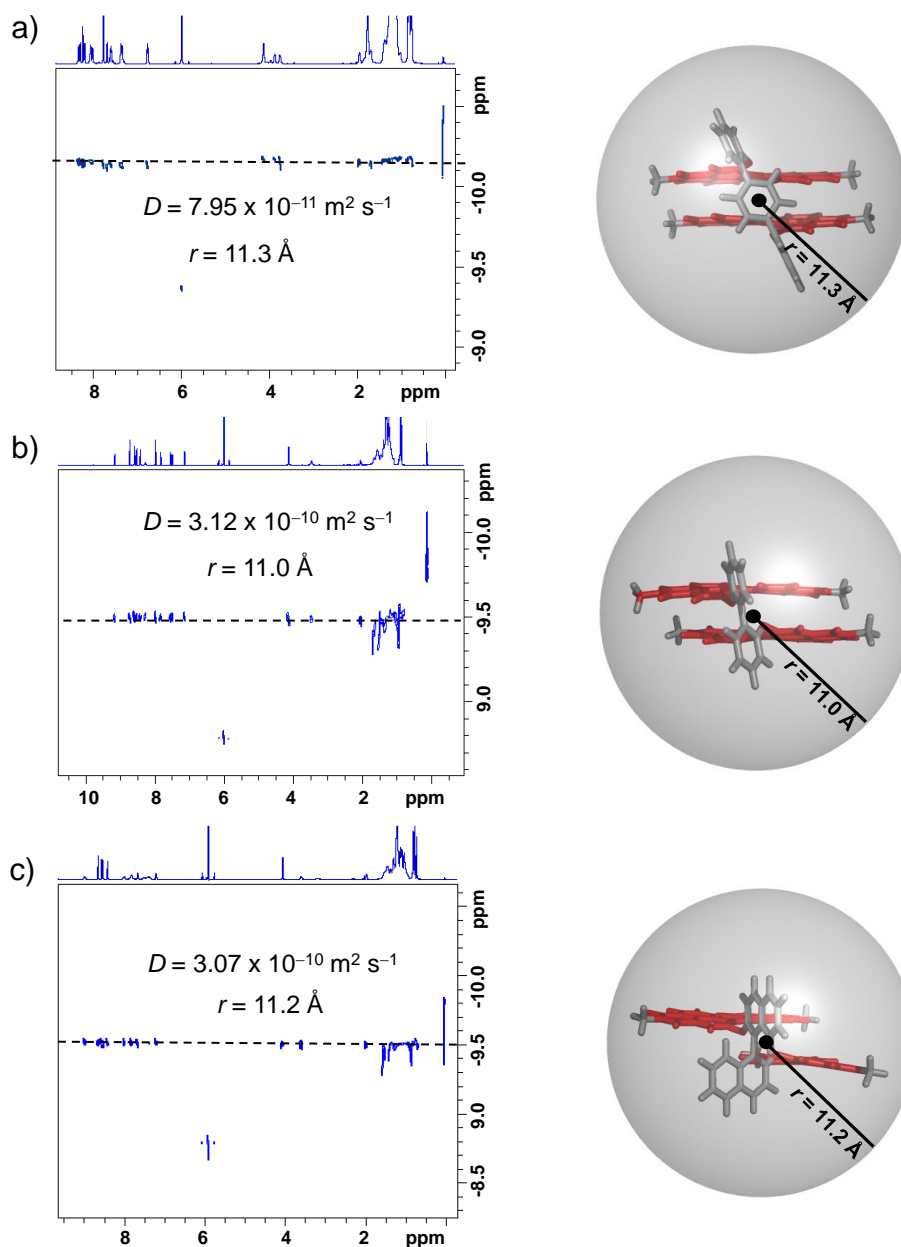 a)
ppm
-10.0
-9.5
-9.0
D = 7.95 x 10⁻¹¹ m² s⁻¹
r = 11.3 Å
8 6 4 2 ppm
r = 11.3 Å
b)
ppm
-10.0
-9.5
9.0
D = 3.12 x 10⁻¹⁰ m² s⁻¹
r = 11.0 Å
10 8 6 4 2 ppm
r = 11.0 Å
c)
ppm
-10.0
-9.5
9.0
-8.5
D = 3.07 x 10⁻¹⁰ m² s⁻¹
r = 11.2 Å
8 6 4 2 ppm
r = 11.2 Å